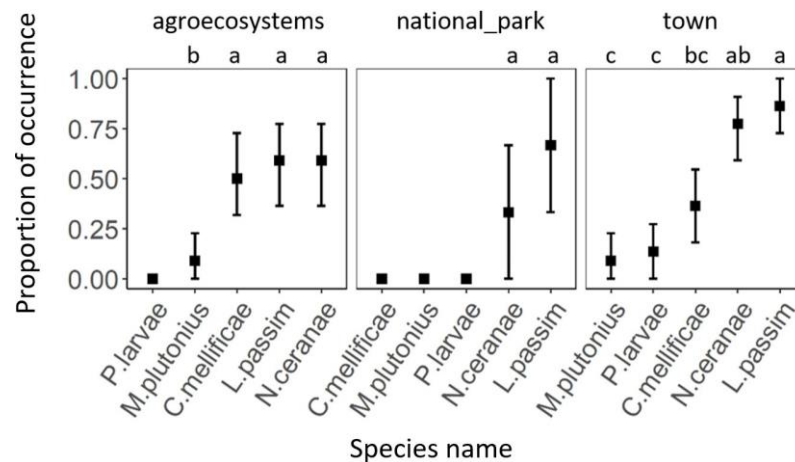 agroecosystems national_park town
b a a a a a c c bc ab a
Proportion of occurrence
1.00
0.75
0.50
0.25
0.00
P.larvae
M.plutonius
C.mellificae
L.passim
N.ceranae
C.mellificae
M.plutonius
P.larvae
N.ceranae
L.passim
M.plutonius
P.larvae
C.mellificae
N.ceranae
L.passim
Species name